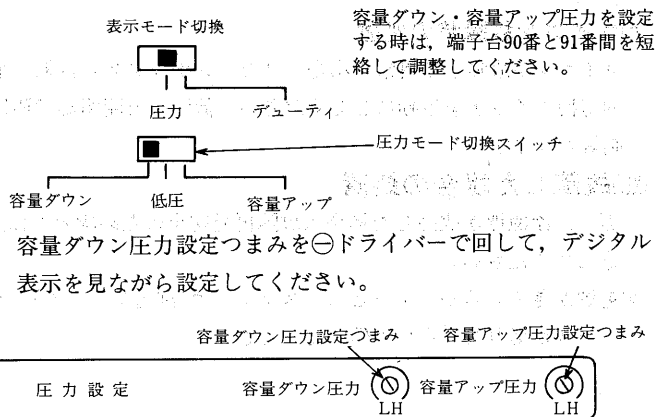 表示モード切換
容量ダウン・容量アップ圧力を設定
する時は，端子台90番と91番間を短
絡して調整してください。
圧力　デューティ
圧力モード切換スイッチ
容量ダウン　低圧　容量アップ
容量ダウン圧力設定つまみを㊀ドライバーで回して，デジタル
表示を見ながら設定してください。
容量ダウン圧力設定つまみ　容量アップ圧力設定つまみ
圧力設定　容量ダウン圧力　容量アップ圧力
LH　LH